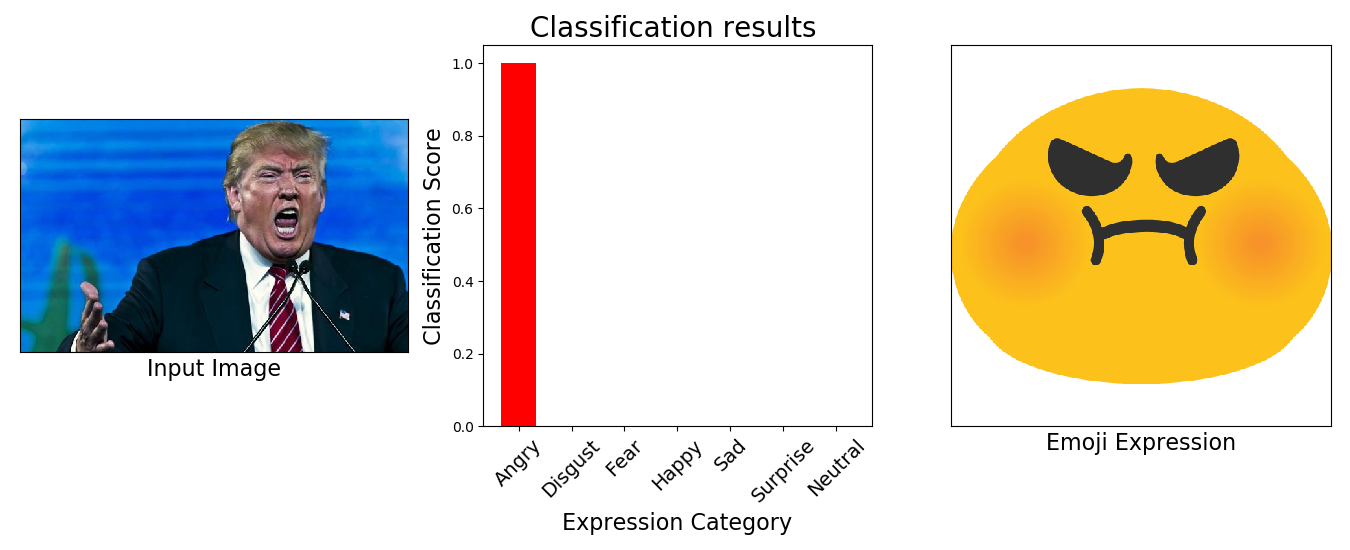 Classification results
1.0
0.8
0.6
0.4
0.2
0.0
Classification Score
Angry
Disgust
Fear
Happy
Sad
Surprise
Neutral
Expression Category
Input Image
Emoji Expression